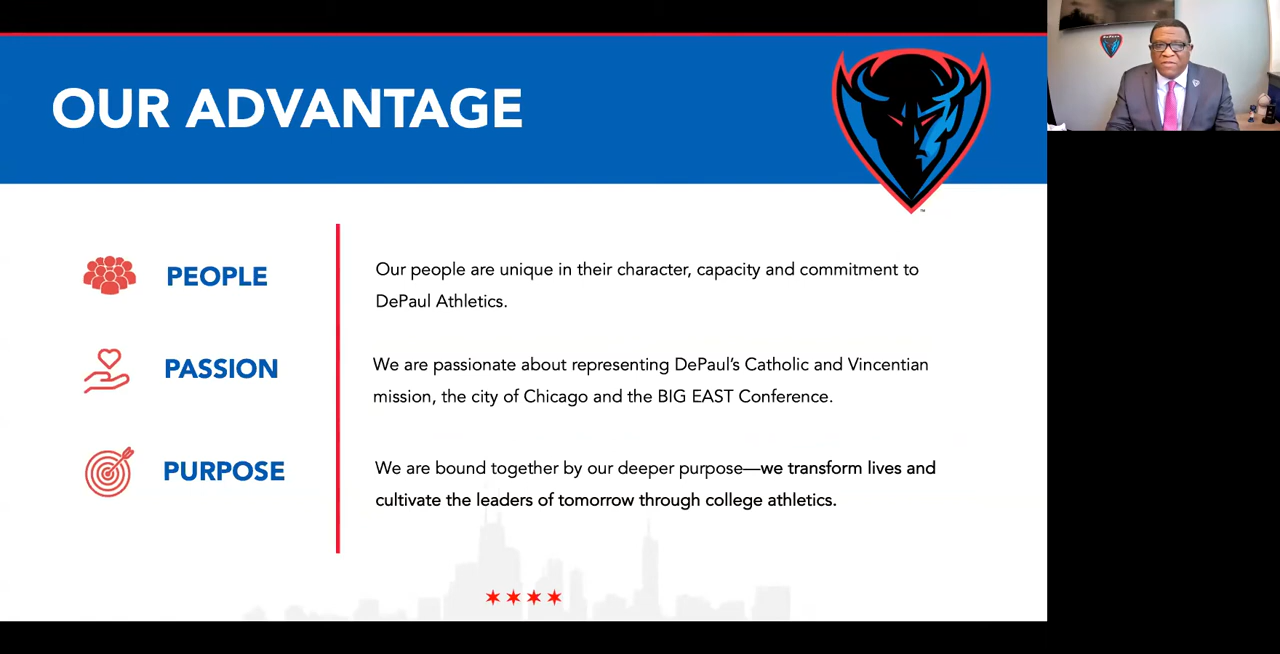 OUR ADVANTAGE
™
PEOPLE
Our people are unique in their character, capacity and commitment to
DePaul Athletics.
PASSION
We are passionate about representing DePaul’s Catholic and Vincentian
mission, the city of Chicago and the BIG EAST Conference.
PURPOSE
We are bound together by our deeper purpose—we transform lives and
cultivate the leaders of tomorrow through college athletics.